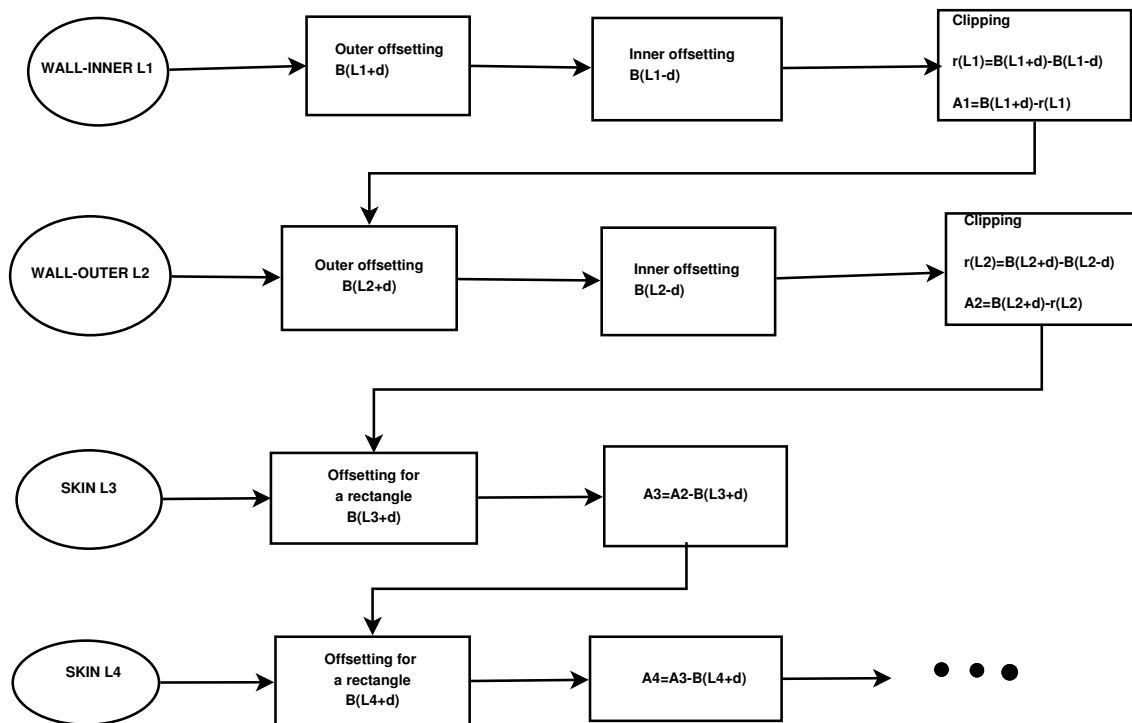 WALL-INNER L1
Outer offsetting
B(L1+d)
Inner offsetting
B(L1-d)
Clipping
r(L1)=B(L1+d)-B(L1-d)
A1=B(L1+d)-r(L1)
WALL-OUTER L2
Outer offsetting
B(L2+d)
Inner offsetting
B(L2-d)
Clipping
r(L2)=B(L2+d)-B(L2-d)
A2=B(L2+d)-r(L2)
SKIN L3
Offsetting for
a rectangle
B(L3+d)
A3=A2-B(L3+d)
SKIN L4
Offsetting for
a rectangle
B(L4+d)
A4=A3-B(L4+d)